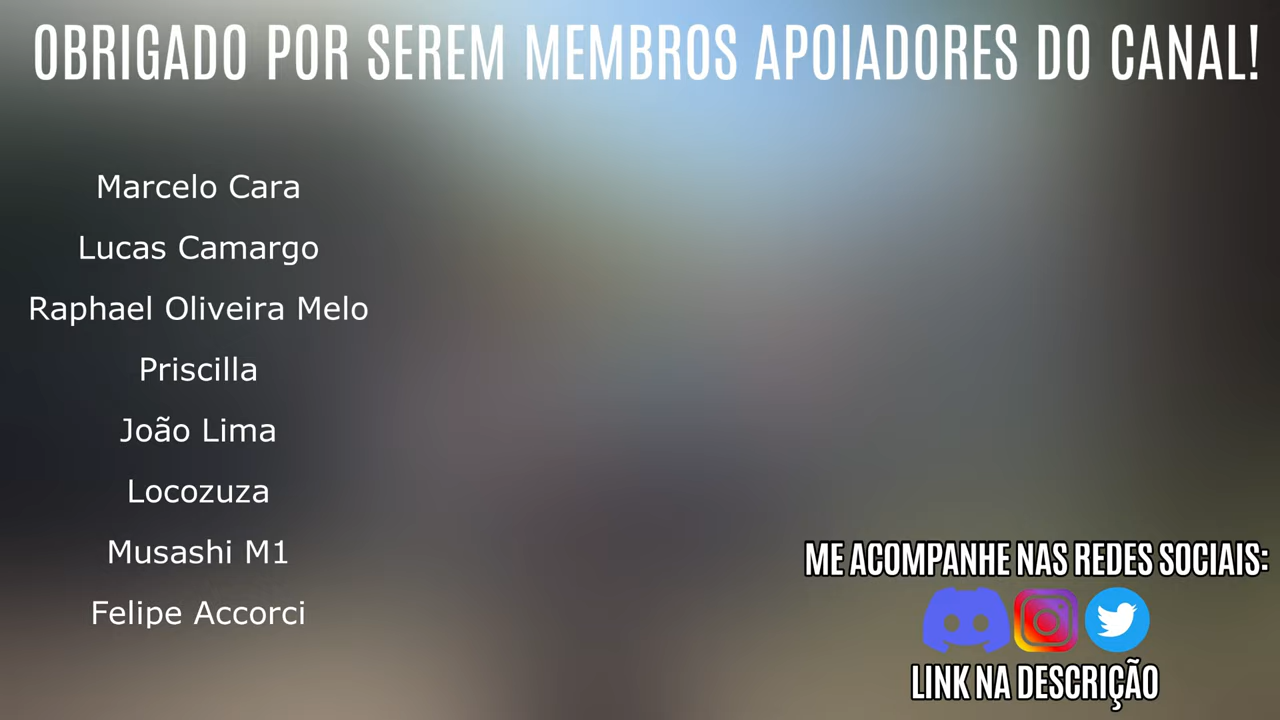 OBRIGADO POR SEREM MEMBROS APOIADORES DO CANAL!
Marcelo Cara
Lucas Camargo
Raphael Oliveira Melo
Priscilla
João Lima
Locozuza
Musashi M1
Felipe Accorci
ME ACOMPANHE NAS REDES SOCIAIS:
LINK NA DESCRIÇÃO